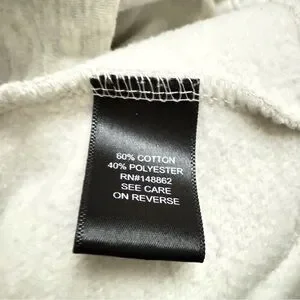 60% COTTON
40% POLYESTER
RN#148862
SEE CARE
ON REVERSE